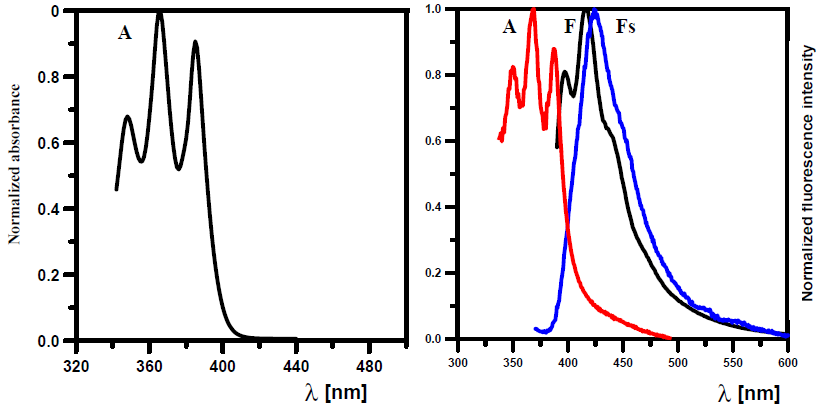 0
0.8
0.6
0.4
0.2
0.0
Normalized absorbance
A
320 360 400 440 480
λ [nm]
1.0
0.8
0.6
0.4
0.2
0.0
A F Fs
300 350 400 450 500 550 600
λ [nm]
Normalized fluorescence intensity